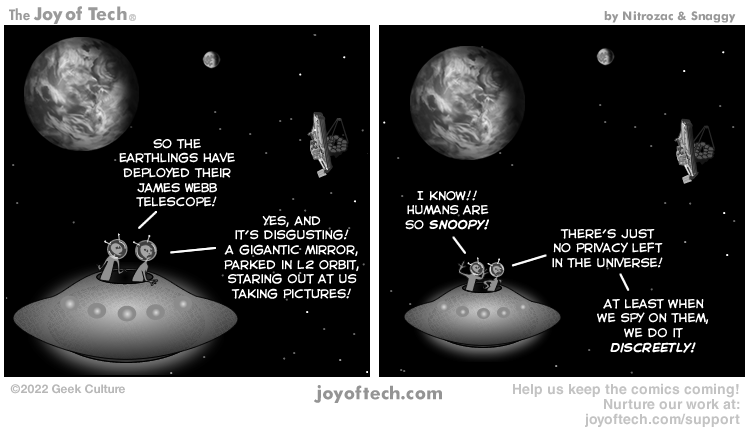 The Joy of Tech®
by Nitrozac & Snaggy
SO THE
EARTHLINGS HAVE
DEPLOYED THEIR
JAMES WEBB
TELESCOPE!
YES, AND
IT'S DISGUSTING!
A GIGANTIC MIRROR,
PARKED IN L2 ORBIT,
STARING OUT AT US
TAKING PICTURES!
I KNOW!!
HUMANS ARE
SO SNOOPY!
THERE'S JUST
NO PRIVACY LEFT
IN THE UNIVERSE!
AT LEAST WHEN
WE SPY ON THEM,
WE DO IT
DISCREETLY!
©2022 Geek Culture
joyoftech.com
Help us keep the comics coming!
Nurture our work at:
joyoftech.com/support